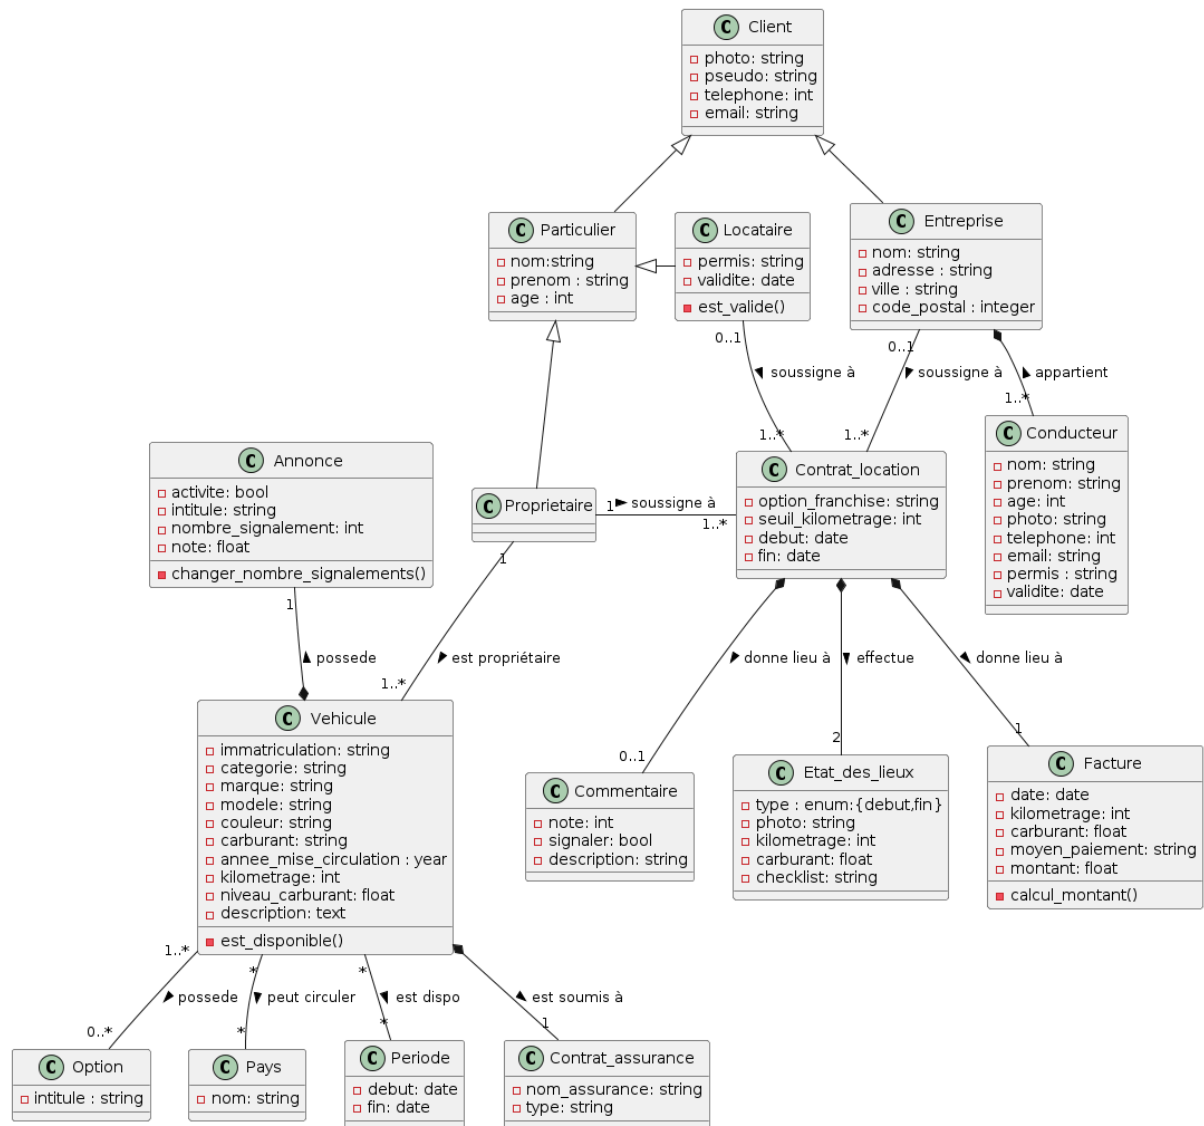 Client
photo: string
pseudo: string
telephone: int
email: string
Particulier
nom:string
prenom : string
age : int
Locataire
permis: string
validite: date
est_valide()
Entreprise
nom: string
adresse : string
ville : string
code_postal : integer
0..1
soussigne à
1..*
0..1
soussigne à
1..*
appartient
1..*
Annonce
activite: bool
intitule: string
nombre_signalement: int
note: float
changer_nombre_signalements()
Proprietaire
1
soussigne à
1..*
Contrat_location
option_franchise: string
seuil_kilometrage: int
debut: date
fin: date
Conducteur
nom: string
prenom: string
age: int
photo: string
telephone: int
email: string
permis : string
validite: date
1
possede
1
est propriétaire
1..*
donne lieu à
0..1
effectue
2
donne lieu à
1
Vehicule
immatriculation: string
categorie: string
marque: string
modele: string
couleur: string
carburant: string
annee_mise_circulation : year
kilometrage: int
niveau_carburant: float
description: text
est_disponible()
Commentaire
note: int
signaler: bool
description: string
Etat_des_lieux
type : enum:{debut,fin}
photo: string
kilometrage: int
carburant: float
checklist: string
Facture
date: date
kilometrage: int
carburant: float
moyen_paiement: string
montant: float
calcul_montant()
1..*
possede
0..*
*
peut circuler
*
*
est dispo
*
est soumis à
1
Option
intitule : string
Pays
nom: string
Periode
debut: date
fin: date
Contrat_assurance
nom_assurance: string
type: string